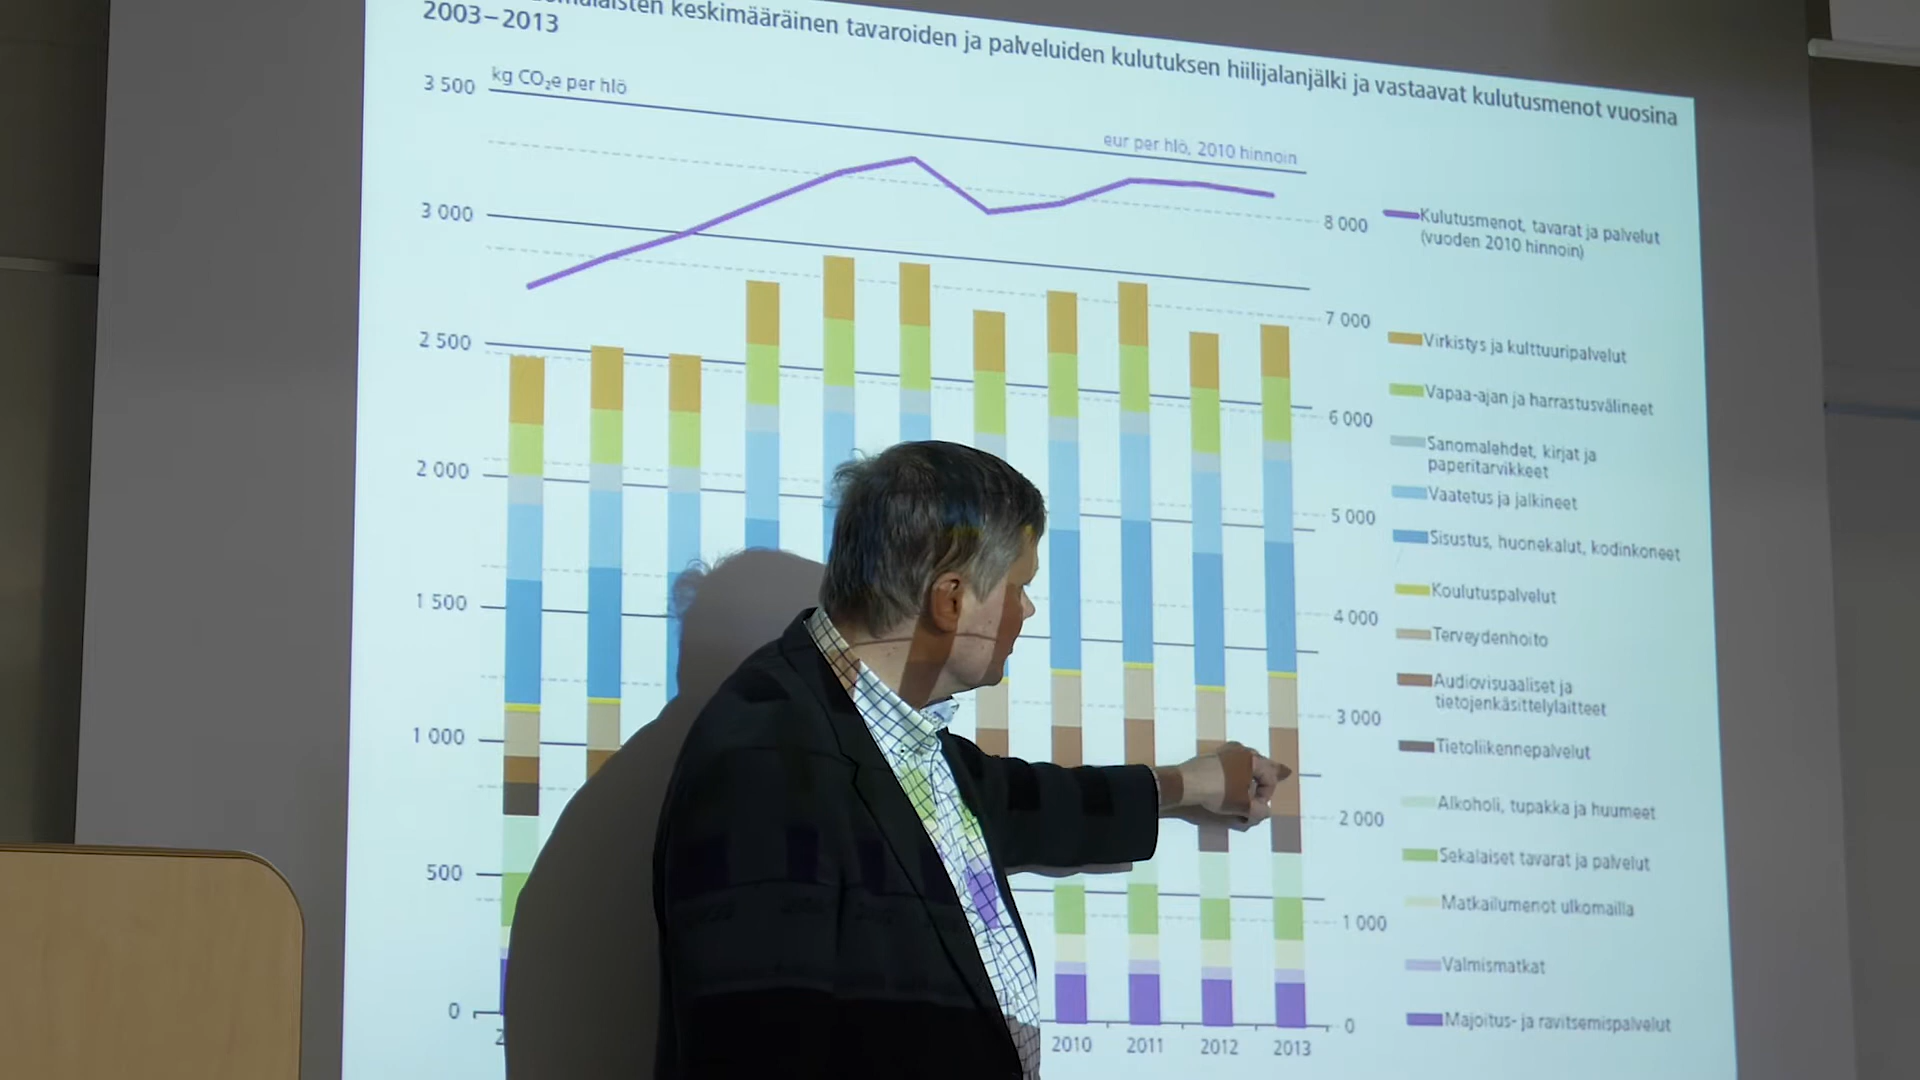 keskimääräinen tavaroiden ja palveluiden kulutuksen hiilijalanjälki ja vastaavat kulutusmenot vuosina
2003–2013
3 500
kg CO₂e per hlö
eur per hlö, 2010 hinnoin
3 000
2 500
2 000
1 500
1 000
500
0
8 000
7 000
6 000
5 000
4 000
3 000
2 000
1 000
0
2010
2011
2012
2013
Kulutusmenot, tavarat ja palvelut
(vuoden 2010 hinnoin)
Virkistys ja kulttuuripalvelut
Vapaa-ajan ja harrastusvälineet
Sanomalehdet, kirjat ja
paperitarvikkeet
Vaatetus ja jalkineet
Sisustus, huonekalut, kodinkoneet
Koulutuspalvelut
Terveydenhoito
Audiovisuaaliset ja
tietojenkäsittelylaitteet
Tietoliikennepalvelut
Alkoholi, tupakka ja huumeet
Sekalaiset tavarat ja palvelut
Matkailumenot ulkomailla
Valmismatkat
Majoitus- ja ravitsemispalvelut